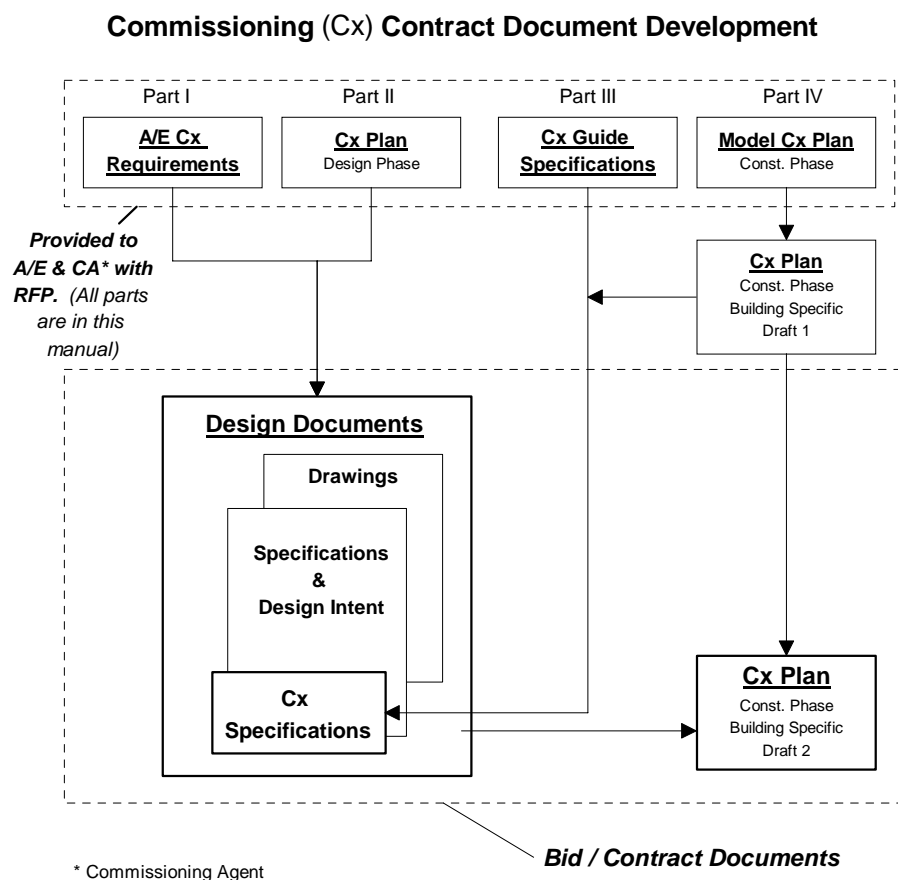 Commissioning (Cx) Contract Document Development
Part I
Part II
Part III
Part IV
A/E Cx
Requirements
Cx Plan
Design Phase
Cx Guide
Specifications
Model Cx Plan
Const. Phase
Provided to
A/E & CA* with
RFP. (All parts
are in this
manual)
Cx Plan
Const. Phase
Building Specific
Draft 1
Design Documents
Drawings
Specifications
&
Design Intent
Cx
Specifications
Cx Plan
Const. Phase
Building Specific
Draft 2
Bid / Contract Documents
* Commissioning Agent